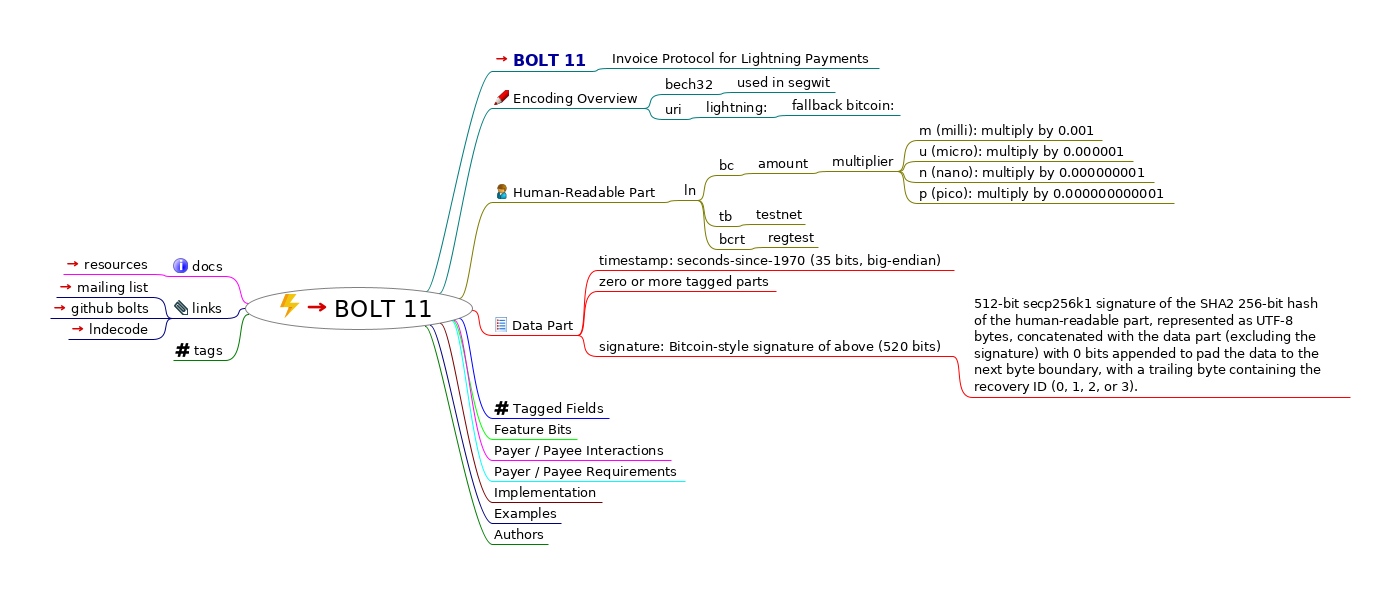 BOLT 11
BOLT 11
Invoice Protocol for Lightning Payments
Encoding Overview
bech32
used in segwit
uri
lightning:
fallback bitcoin:
Human-Readable Part
ln
bc
amount
multiplier
m (milli): multiply by 0.001
u (micro): multiply by 0.000001
n (nano): multiply by 0.000000001
p (pico): multiply by 0.000000000001
tb
testnet
bcrt
regtest
Data Part
timestamp: seconds-since-1970 (35 bits, big-endian)
zero or more tagged parts
signature: Bitcoin-style signature of above (520 bits)
512-bit secp256k1 signature of the SHA2 256-bit hash
of the human-readable part, represented as UTF-8
bytes, concatenated with the data part (excluding the
signature) with 0 bits appended to pad the data to the
next byte boundary, with a trailing byte containing the
recovery ID (0, 1, 2, or 3).
# Tagged Fields
Feature Bits
Payer / Payee Interactions
Payer / Payee Requirements
Implementation
Examples
Authors
docs
resources
links
mailing list
github bolts
lndecode
# tags